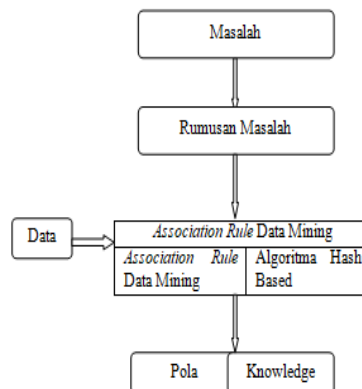 Masalah
Rumusan Masalah
Data
Association Rule Data Mining
Association Rule
Data Mining
Algoritma Hash
Based
Pola
Knowledge